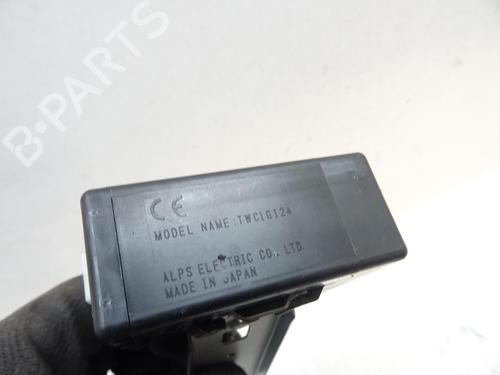 B-PARTS
CE
MODEL NAME:TWC1G124
ALPS ELECTRIC CO., LTD.
MADE IN JAPAN